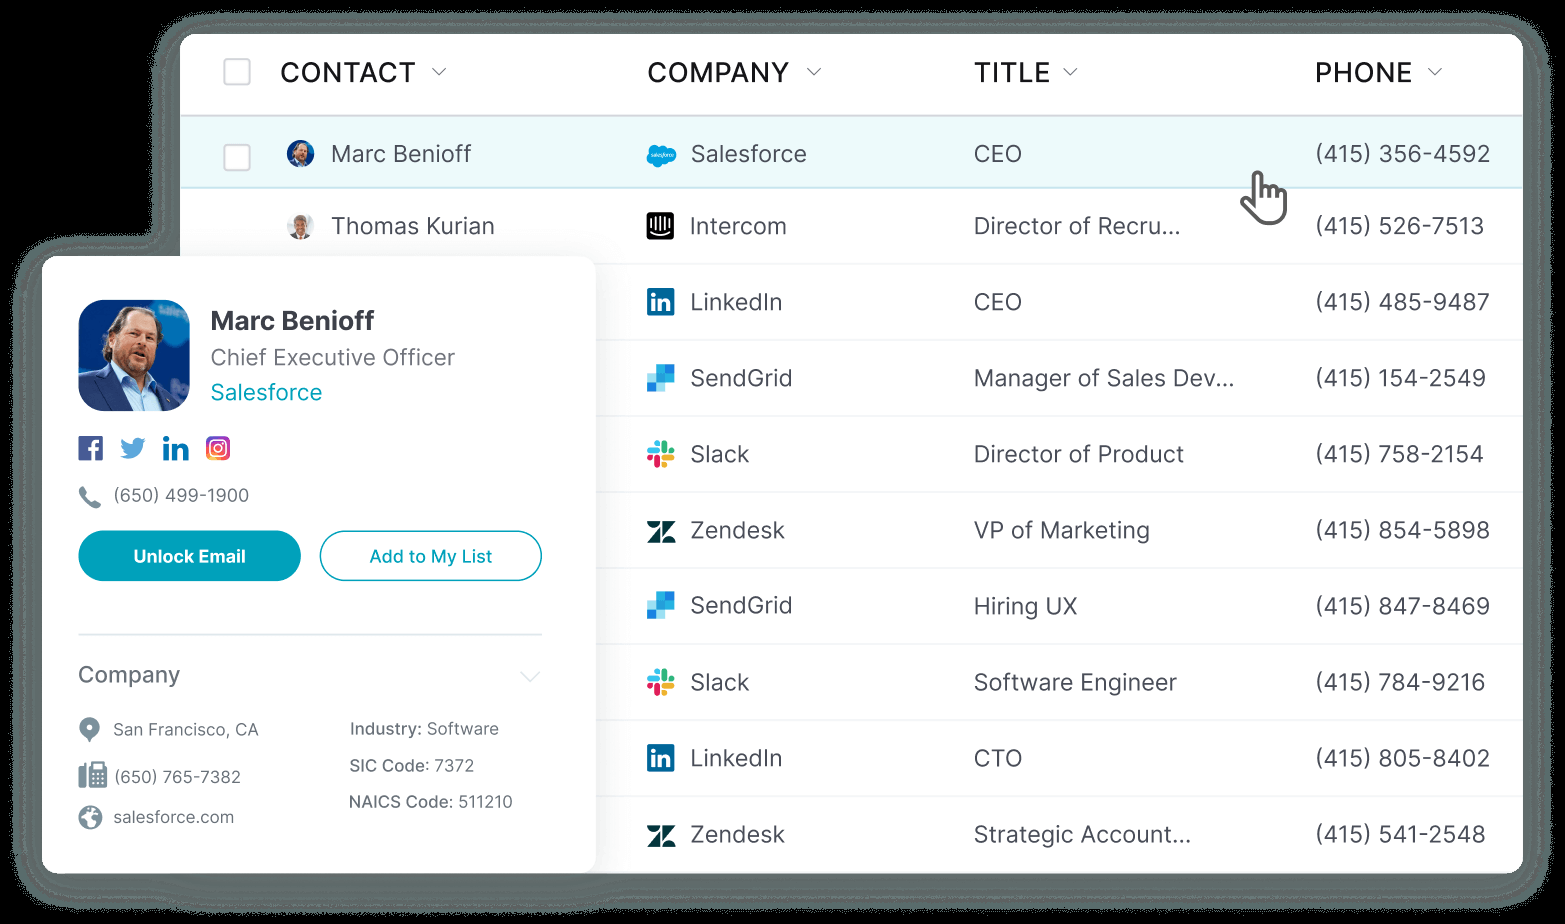 CONTACT COMPANY TITLE PHONE
Marc Benioff salesforce Salesforce CEO (415) 356-4592
Thomas Kurian Intercom Director of Recru... (415) 526-7513
in LinkedIn CEO (415) 485-9487
SendGrid Manager of Sales Dev... (415) 154-2549
Slack Director of Product (415) 758-2154
Zendesk VP of Marketing (415) 854-5898
SendGrid Hiring UX (415) 847-8469
Slack Software Engineer (415) 784-9216
in LinkedIn CTO (415) 805-8402
Zendesk Strategic Account... (415) 541-2548
Marc Benioff
Chief Executive Officer
Salesforce
f in
(650) 499-1900
Unlock Email Add to My List
Company
San Francisco, CA Industry: Software
(650) 765-7382 SIC Code: 7372
salesforce.com NAICS Code: 511210